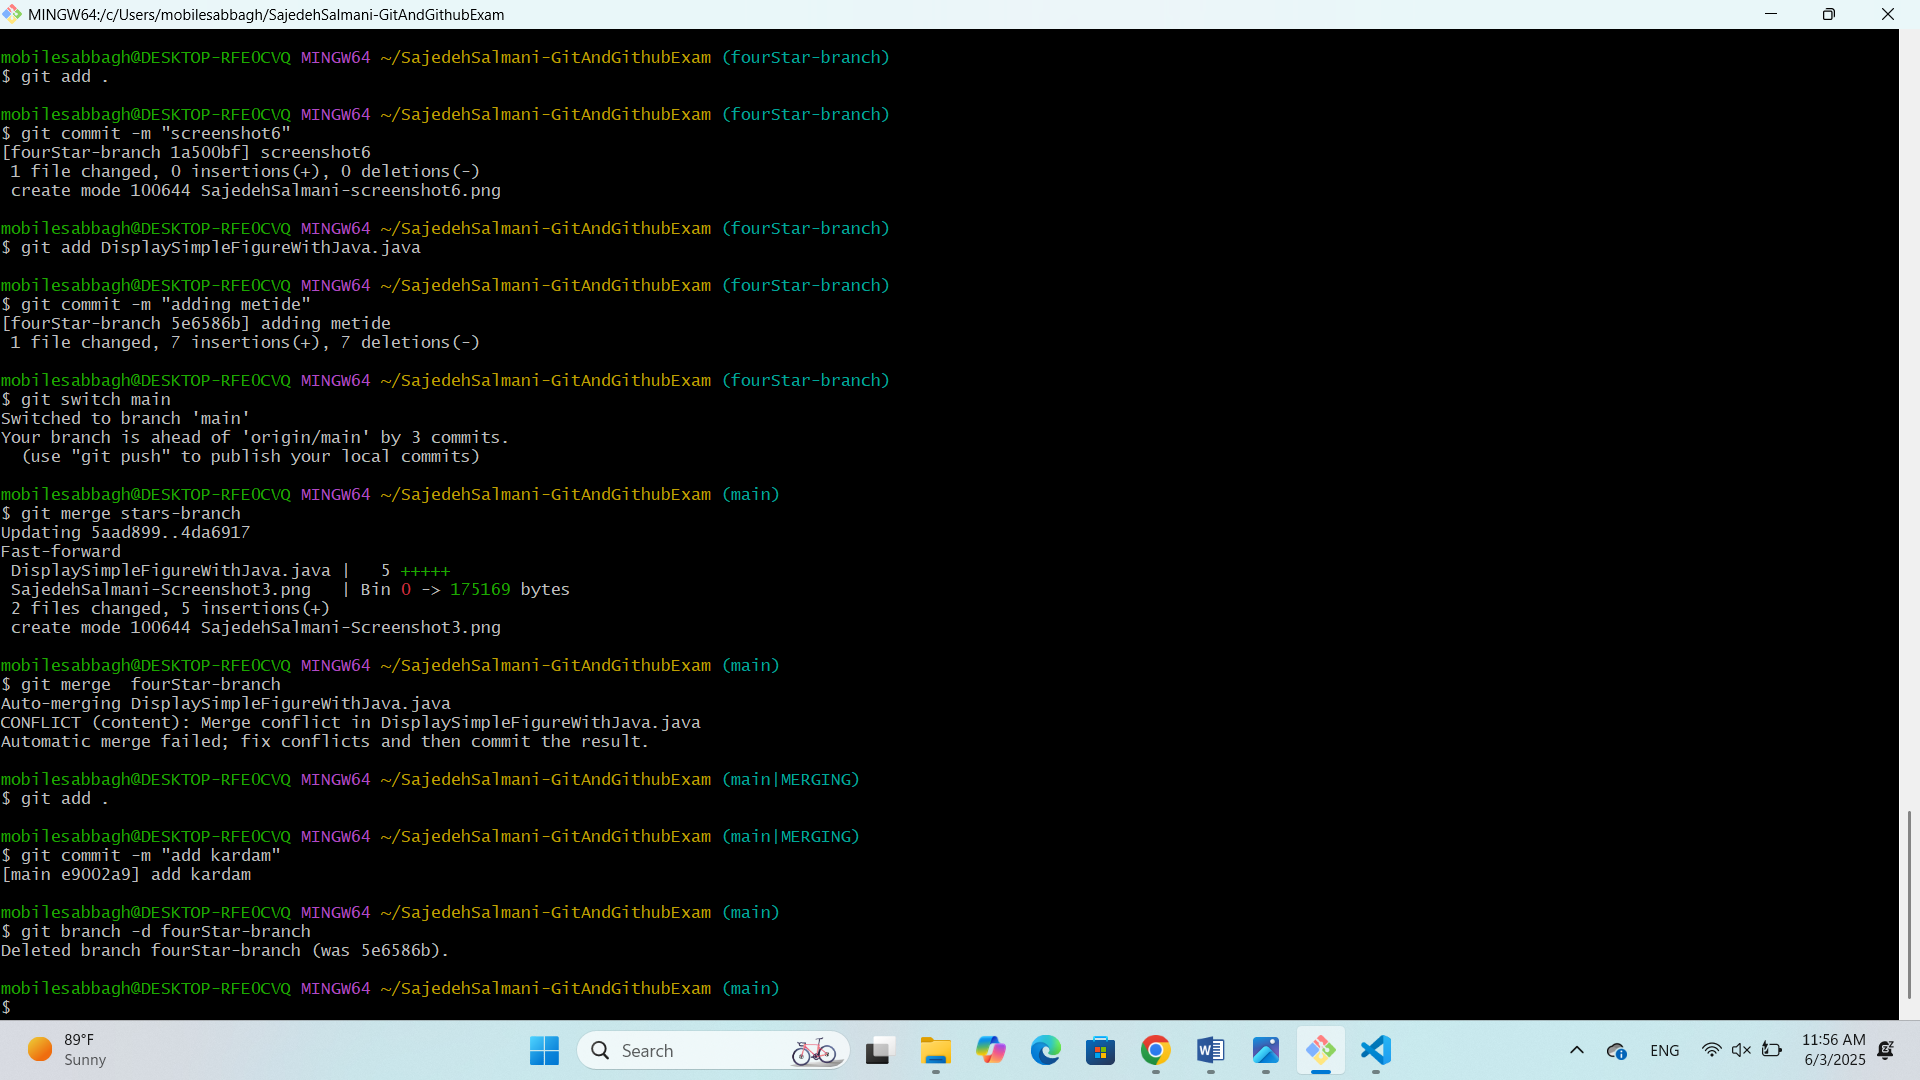 MINGW64:/c/Users/mobilesabbagh/SajedehSalmani-GitAndGithubExam
mobilesabbagh@DESKTOP-RFE0CVQ MINGW64 ~/SajedehSalmani-GitAndGithubExam (fourStar-branch)
$ git add .
mobilesabbagh@DESKTOP-RFE0CVQ MINGW64 ~/SajedehSalmani-GitAndGithubExam (fourStar-branch)
$ git commit -m "screenshot6"
[fourStar-branch 1a500bf] screenshot6
 1 file changed, 0 insertions(+), 0 deletions(-)
 create mode 100644 SajedehSalmani-screenshot6.png
mobilesabbagh@DESKTOP-RFE0CVQ MINGW64 ~/SajedehSalmani-GitAndGithubExam (fourStar-branch)
$ git add DisplaySimpleFigureWithJava.java
mobilesabbagh@DESKTOP-RFE0CVQ MINGW64 ~/SajedehSalmani-GitAndGithubExam (fourStar-branch)
$ git commit -m "adding metide"
[fourStar-branch 5e6586b] adding metide
 1 file changed, 7 insertions(+), 7 deletions(-)
mobilesabbagh@DESKTOP-RFE0CVQ MINGW64 ~/SajedehSalmani-GitAndGithubExam (fourStar-branch)
$ git switch main
Switched to branch 'main'
Your branch is ahead of 'origin/main' by 3 commits.
  (use "git push" to publish your local commits)
mobilesabbagh@DESKTOP-RFE0CVQ MINGW64 ~/SajedehSalmani-GitAndGithubExam (main)
$ git merge stars-branch
Updating 5aad899..4da6917
Fast-forward
 DisplaySimpleFigureWithJava.java |   5 +++++
 SajedehSalmani-Screenshot3.png   | Bin 0 -> 175169 bytes
 2 files changed, 5 insertions(+)
 create mode 100644 SajedehSalmani-Screenshot3.png
mobilesabbagh@DESKTOP-RFE0CVQ MINGW64 ~/SajedehSalmani-GitAndGithubExam (main)
$ git merge  fourStar-branch
Auto-merging DisplaySimpleFigureWithJava.java
CONFLICT (content): Merge conflict in DisplaySimpleFigureWithJava.java
Automatic merge failed; fix conflicts and then commit the result.
mobilesabbagh@DESKTOP-RFE0CVQ MINGW64 ~/SajedehSalmani-GitAndGithubExam (main|MERGING)
$ git add .
mobilesabbagh@DESKTOP-RFE0CVQ MINGW64 ~/SajedehSalmani-GitAndGithubExam (main|MERGING)
$ git commit -m "add kardam"
[main e9002a9] add kardam
mobilesabbagh@DESKTOP-RFE0CVQ MINGW64 ~/SajedehSalmani-GitAndGithubExam (main)
$ git branch -d fourStar-branch
Deleted branch fourStar-branch (was 5e6586b).
mobilesabbagh@DESKTOP-RFE0CVQ MINGW64 ~/SajedehSalmani-GitAndGithubExam (main)
$
89°F
Sunny
Search
ENG
11:56 AM
6/3/2025